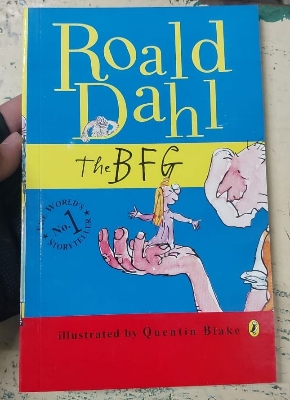 Roald
Dahl
the BFG
THE WORLD'S
No. 1
STORYTELLER
illustrated by Quentin Blake